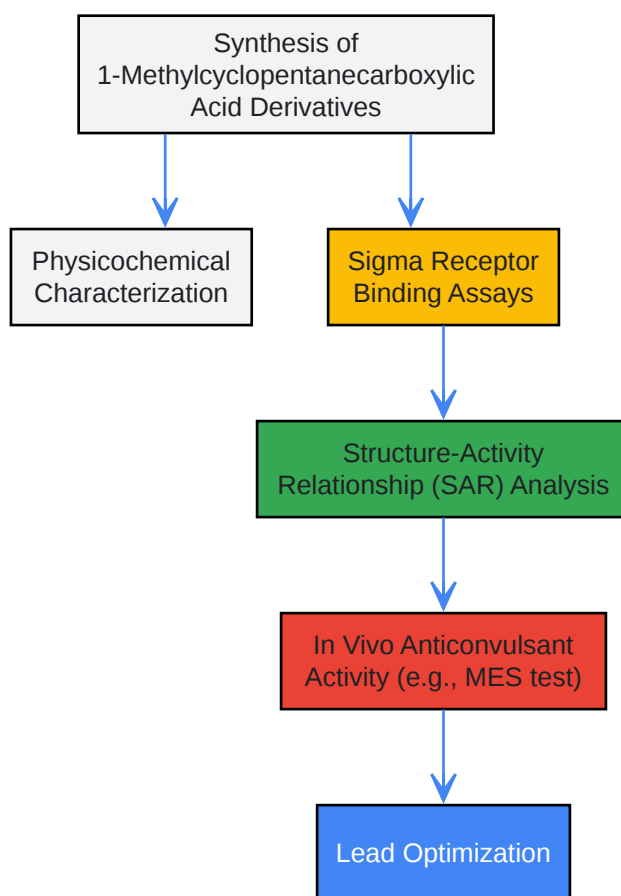 Synthesis of
1-Methylcyclopentanecarboxylic
Acid Derivatives
Physicochemical
Characterization
Sigma Receptor
Binding Assays
Structure-Activity
Relationship (SAR) Analysis
In Vivo Anticonvulsant
Activity (e.g., MES test)
Lead Optimization